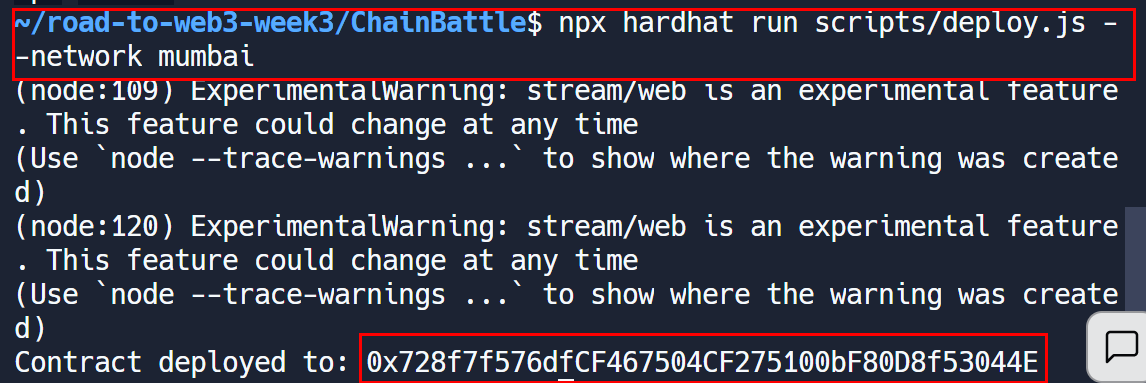 ~/road-to-web3-week3/ChainBattle$ npx hardhat run scripts/deploy.js -
-network mumbai
(node:109) ExperimentalWarning: stream/web is an experimental feature
. This feature could change at any time
(Use `node --trace-warnings ...` to show where the warning was create
d)
(node:120) ExperimentalWarning: stream/web is an experimental feature
. This feature could change at any time
(Use `node --trace-warnings ...` to show where the warning was create
d)
Contract deployed to: 0x728f7f576dfCF467504CF275100bF80D8f53044E